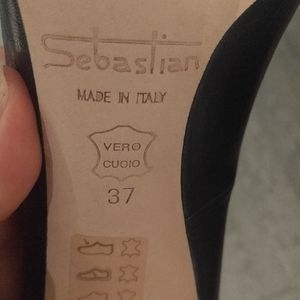 Sebastian
MADE IN ITALY
VERO
CUOIO
37